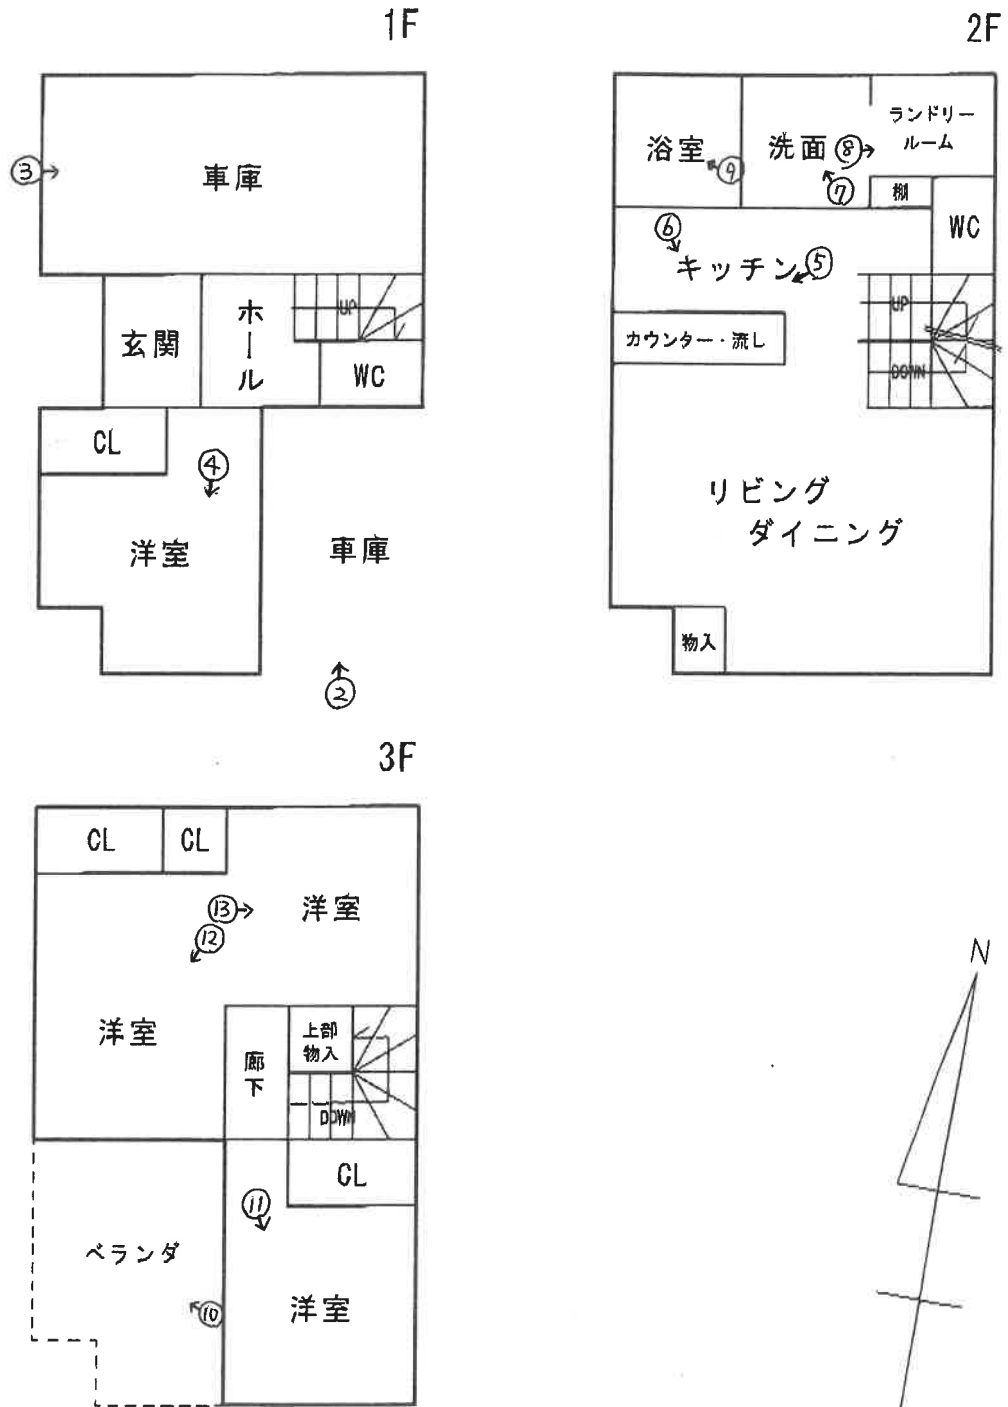 1F
車庫
③
玄関
ホール
UP
WC
CL
④
洋室
車庫
②
2F
浴室
⑨
洗面
⑧
⑦
ランドリー
ルーム
棚
WC
⑥
キッチン
⑤
カウンター・流し
UP
DOWN
リビング
ダイニング
物入
3F
CL
CL
⑬
洋室
⑫
洋室
廊下
上部
物入
DOWN
CL
⑪
ベランダ
⑩
洋室
N